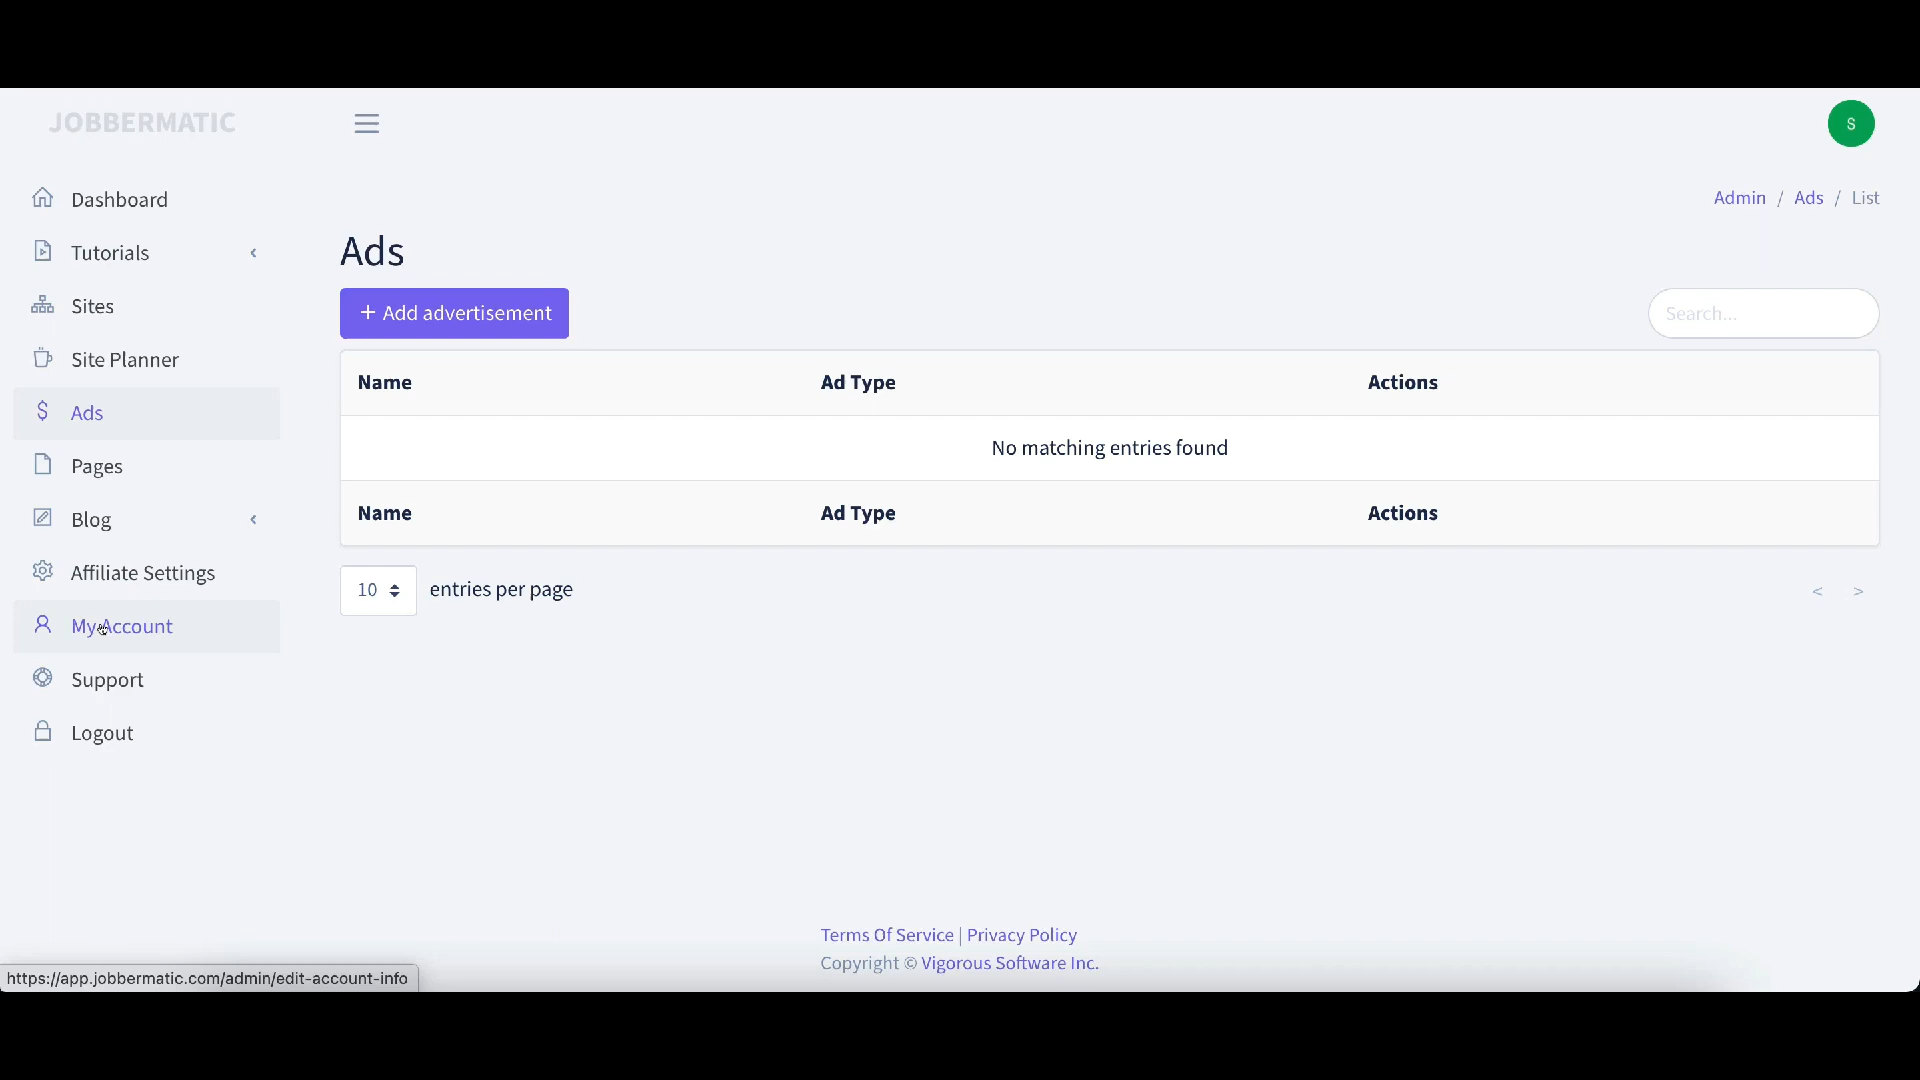 JOBBERMATIC
S
Dashboard
Tutorials
Sites
Site Planner
Ads
Pages
Blog
Affiliate Settings
My Account
Support
Logout
Admin / Ads / List
Ads
+ Add advertisement
Search...
Name Ad Type Actions
No matching entries found
Name Ad Type Actions
10 entries per page
< >
Terms Of Service | Privacy Policy
Copyright © Vigorous Software Inc.
https://app.jobbermatic.com/admin/edit-account-info